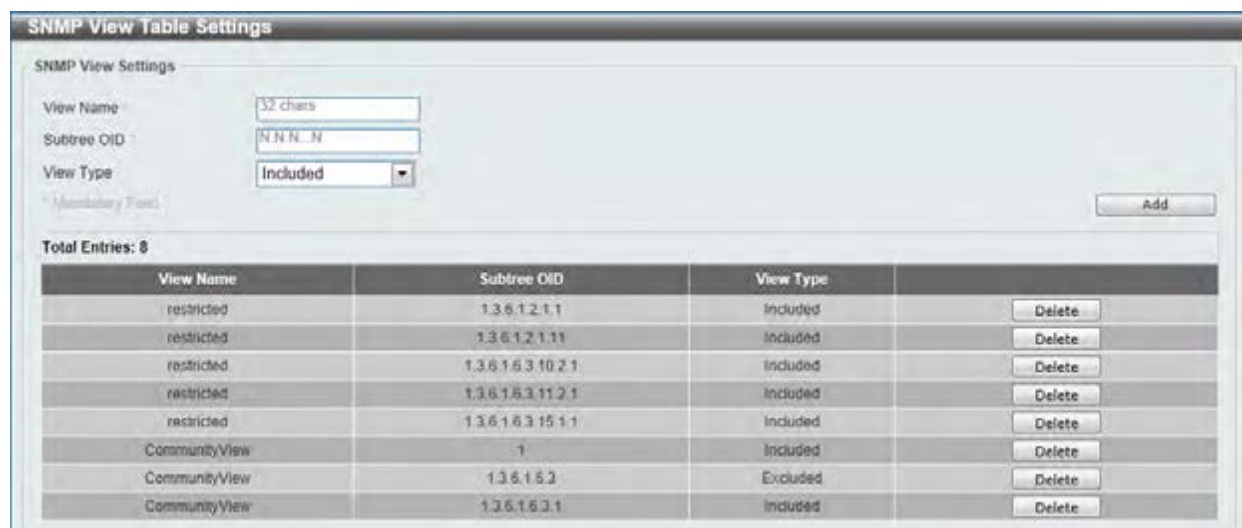 SNMP View Table Settings
SNMP View Settings
View Name * 32 chars
Subtree OID * N.N.N...N
View Type Included
* Mandatory Field
Add
Total Entries: 8
View Name Subtree OID View Type
restricted 1.3.6.1.2.1.1 Included Delete
restricted 1.3.6.1.2.1.11 Included Delete
restricted 1.3.6.1.6.3.10.2.1 Included Delete
restricted 1.3.6.1.6.3.11.2.1 Included Delete
restricted 1.3.6.1.6.3.15.1.1 Included Delete
CommunityView 1 Included Delete
CommunityView 1.3.6.1.6.3 Excluded Delete
CommunityView 1.3.6.1.6.3.1 Included Delete